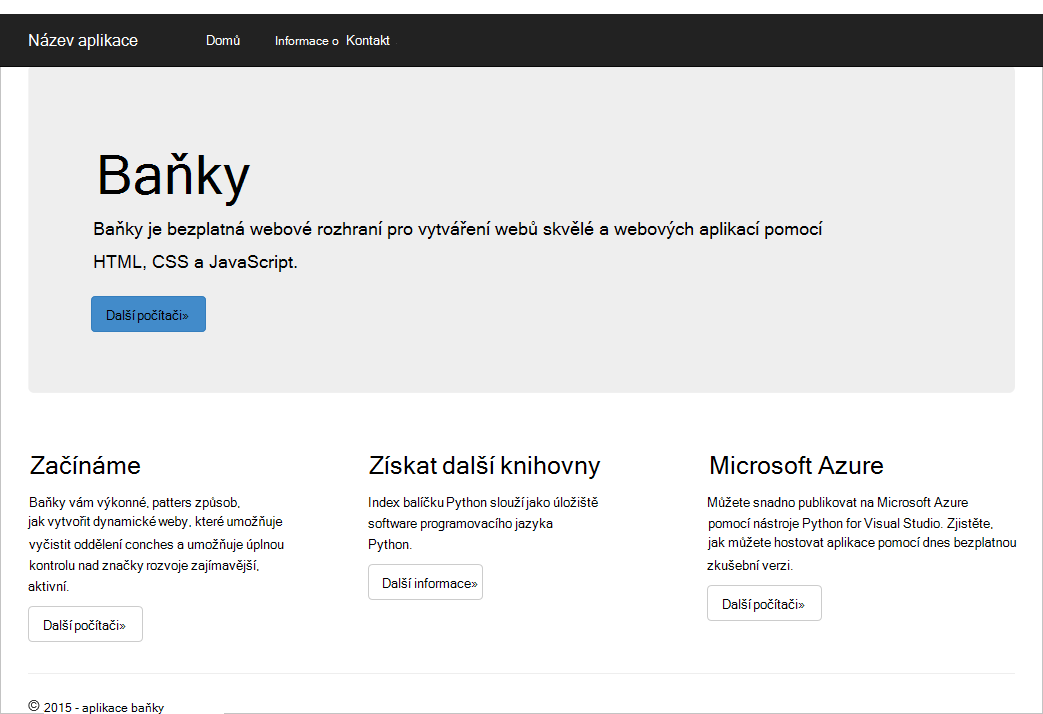 Název aplikace Domů Informace o Kontakt
Baňky
Baňky je bezplatná webové rozhraní pro vytváření webů skvělé a webových aplikací pomocí
HTML, CSS a JavaScript.
Další počítači»
Začínáme
Baňky vám výkonné, patters způsob,
jak vytvořit dynamické weby, které umožňuje
vyčistit oddělení conches a umožňuje úplnou
kontrolu nad značky rozvoje zajímavější,
aktivní.
Další počítači»
Získat další knihovny
Index balíčku Python slouží jako úložiště
software programovacího jazyka
Python.
Další informace»
Microsoft Azure
Můžete snadno publikovat na Microsoft Azure
pomocí nástroje Python for Visual Studio. Zjistěte,
jak můžete hostovat aplikace pomocí dnes bezplatnou
zkušební verzi.
Další počítači»
© 2015 - aplikace baňky